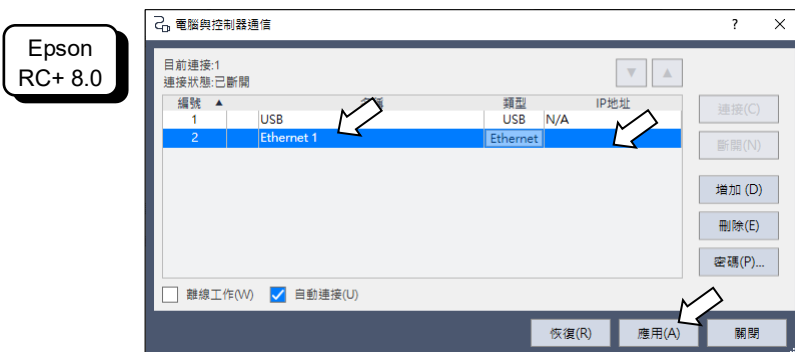 Epson
RC+ 8.0
電腦與控制器通信
?
×
目前連接:1
連接狀態:已斷開
▼ ▲
編號 ▲ 類型 IP地址
1 USB USB N/A
2 Ethernet 1 Ethernet
連接(C)
斷開(N)
增加 (D)
刪除(E)
密碼(P)...
離線工作(W) 自動連接(U)
恢復(R) 應用(A) 關閉